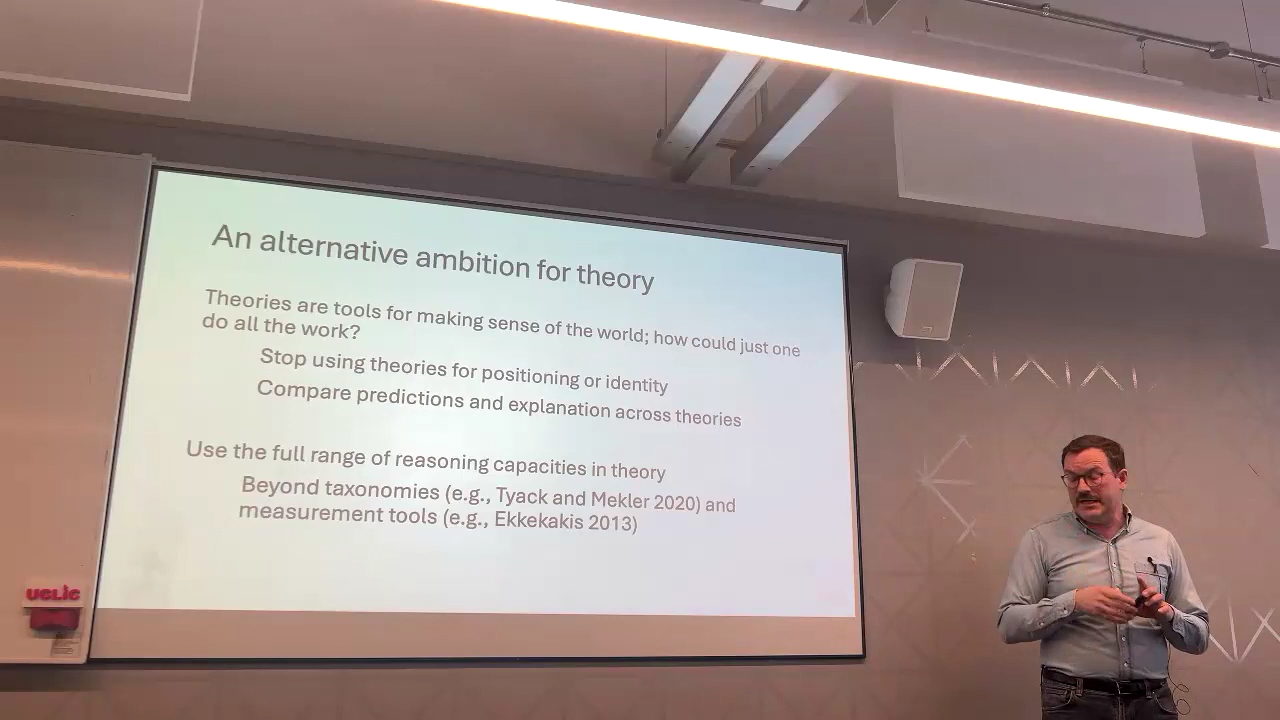 An alternative ambition for theory
Theories are tools for making sense of the world; how could just one
do all the work?
Stop using theories for positioning or identity
Compare predictions and explanation across theories
Use the full range of reasoning capacities in theory
Beyond taxonomies (e.g., Tyack and Mekler 2020) and
measurement tools (e.g., Ekkekakis 2013)
UCLIC